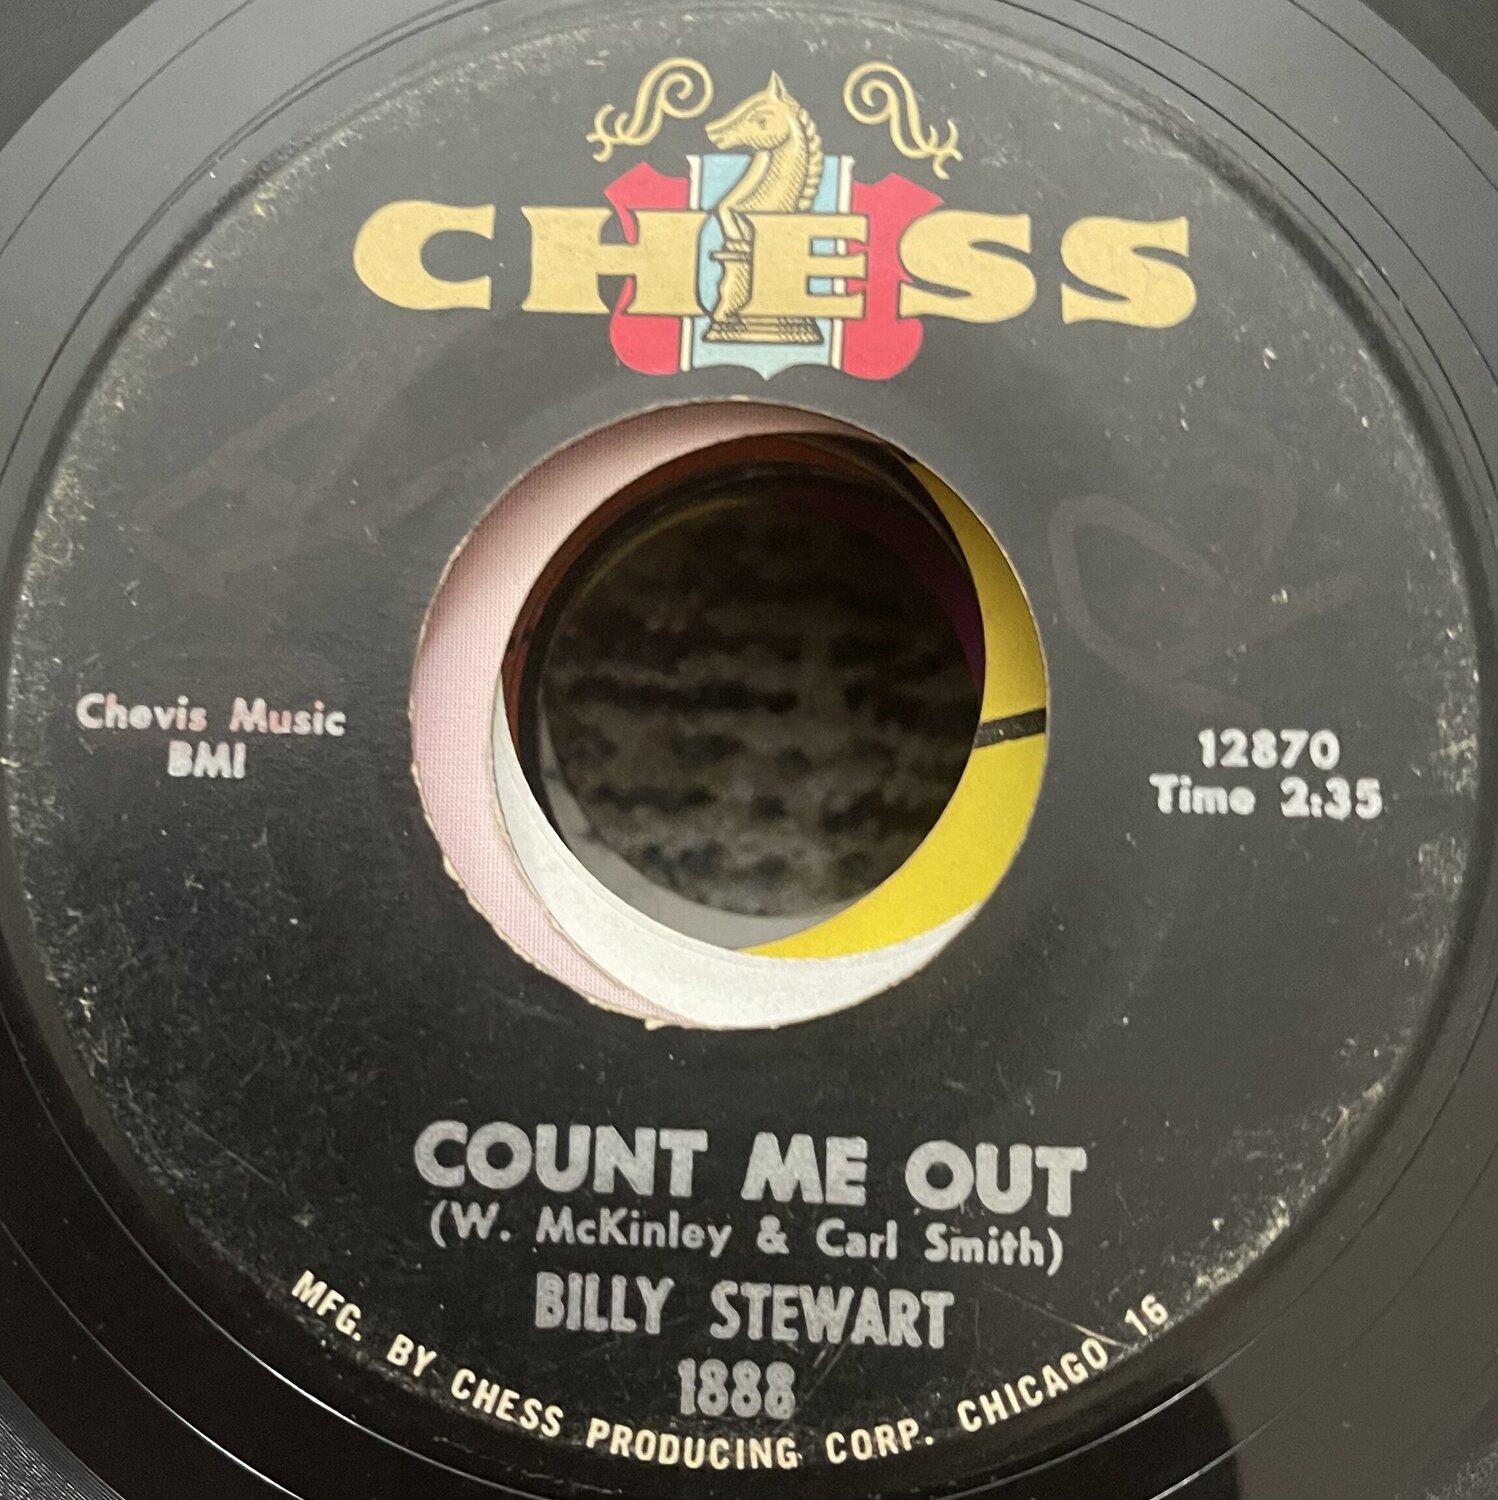 CHESS
Chevis Music
BMI
12870
Time 2:35
COUNT ME OUT
(W. McKinley & Carl Smith)
BILLY STEWART
1888
MFG. BY CHESS PRODUCING CORP. CHICAGO 16